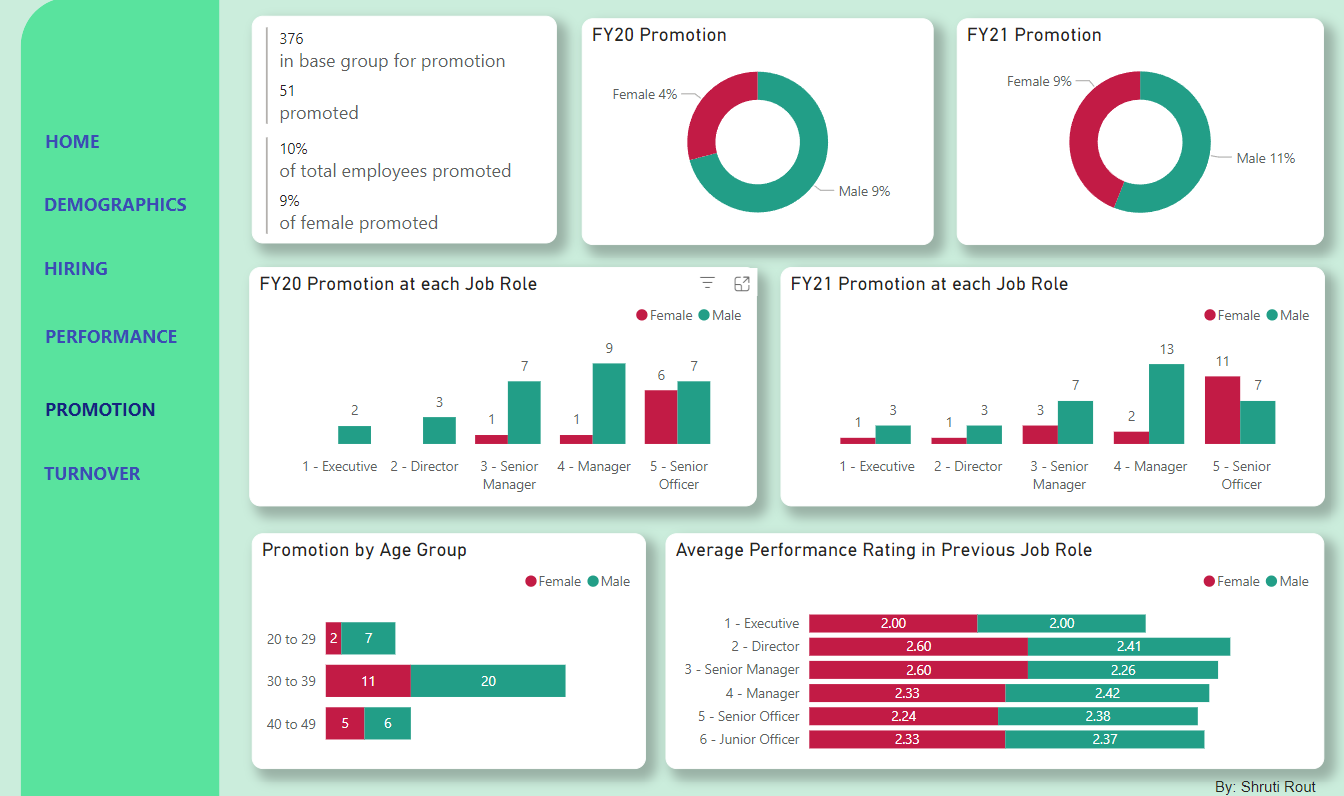 HOME
DEMOGRAPHICS
HIRING
PERFORMANCE
PROMOTION
TURNOVER
376
in base group for promotion
51
promoted
10%
of total employees promoted
9%
of female promoted
FY20 Promotion
Female 4%
Male 9%
FY21 Promotion
Female 9%
Male 11%
FY20 Promotion at each Job Role
Female Male
2
3
1 7
1 9
6 7
1 - Executive 2 - Director 3 - Senior 4 - Manager 5 - Senior
Manager Officer
FY21 Promotion at each Job Role
Female Male
1 3
1 3
3 7
2 13
11 7
1 - Executive 2 - Director 3 - Senior 4 - Manager 5 - Senior
Manager Officer
Promotion by Age Group
Female Male
20 to 29 2 7
30 to 39 11 20
40 to 49 5 6
Average Performance Rating in Previous Job Role
Female Male
1 - Executive 2.00 2.00
2 - Director 2.60 2.41
3 - Senior Manager 2.60 2.26
4 - Manager 2.33 2.42
5 - Senior Officer 2.24 2.38
6 - Junior Officer 2.33 2.37
By: Shruti Rout